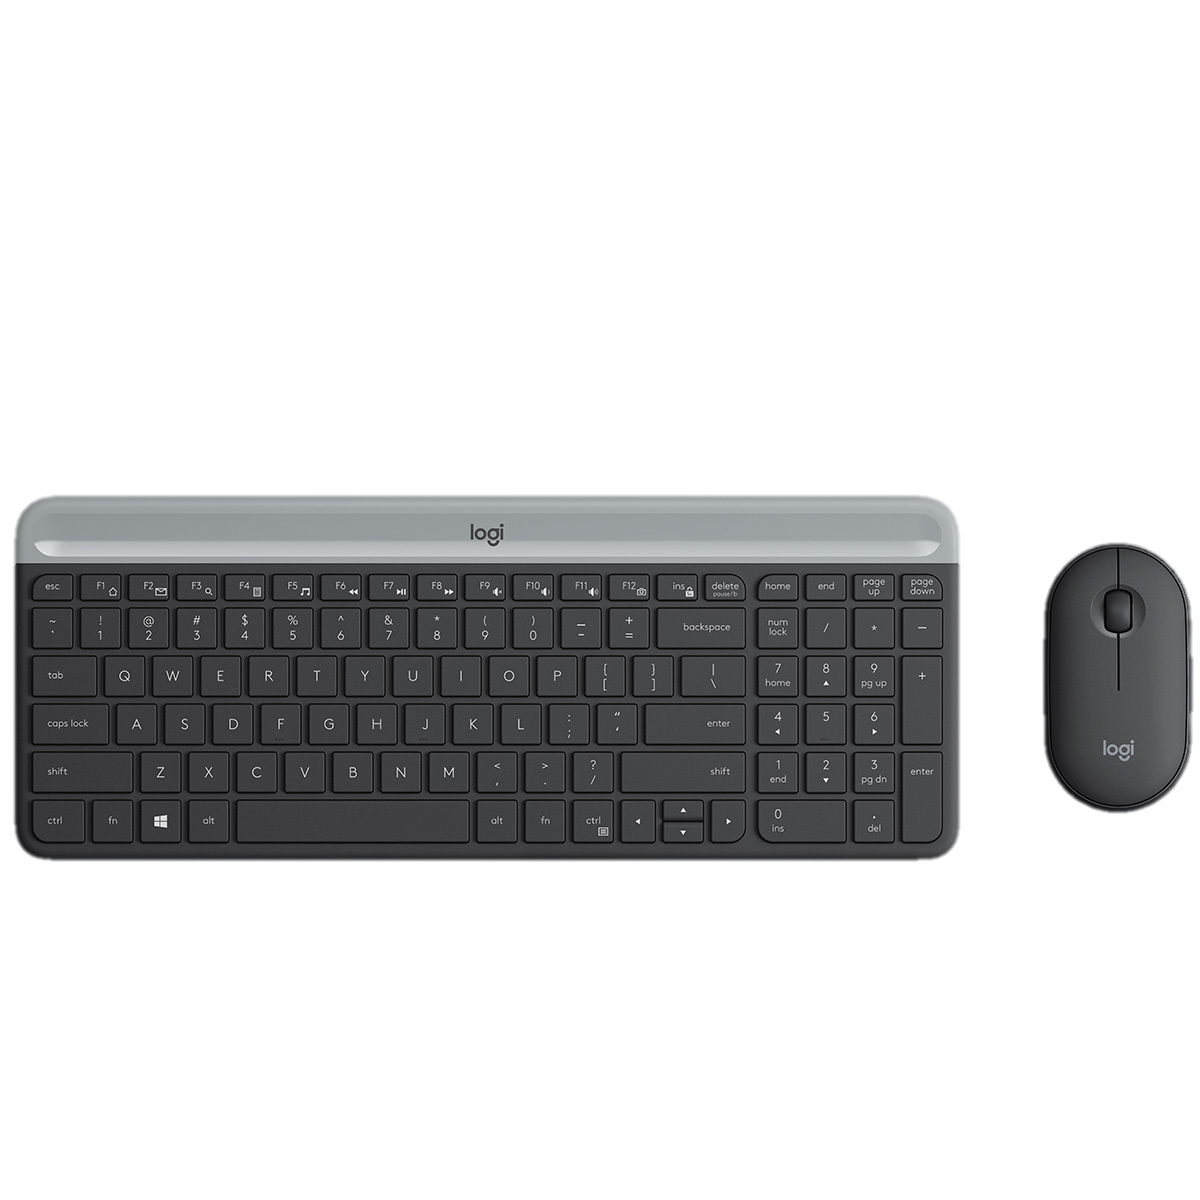 logi
esc F1 F2 F3 F4 F5 F6 F7 F8 F9 F10 F11 F12 ins delete home end page up page down
pause/b
~ ! @ # $ % ^ & * ( ) _ + backspace num lock / * −
` 1 2 3 4 5 6 7 8 9 0 - =
tab Q W E R T Y U I O P { } | 7 8 9 +
[ ] \ home pg up
caps lock A S D F G H J K L : “ enter 4 5 6
; ‘
shift Z X C V B N M < > ? shift 1 2 3 enter
, . / end pg dn
ctrl fn alt alt fn ctrl 0 .
ins del
logi